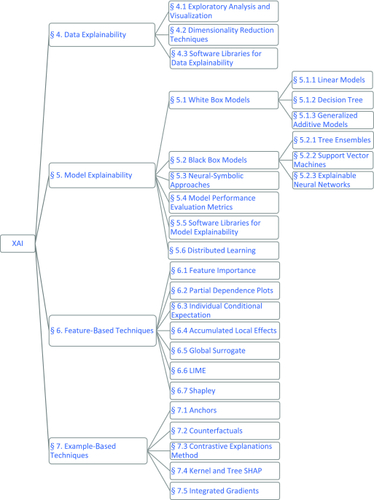 XAI
§ 4. Data Explainability
§ 4.1 Exploratory Analysis and
Visualization
§ 4.2 Dimensionality Reduction
Techniques
§ 4.3 Software Libraries for
Data Explainability
§ 5. Model Explainability
§ 5.1 White Box Models
§ 5.1.1 Linear Models
§ 5.1.2 Decision Tree
§ 5.1.3 Generalized
Additive Models
§ 5.2 Black Box Models
§ 5.2.1 Tree Ensembles
§ 5.2.2 Support Vector
Machines
§ 5.2.3 Explainable
Neural Networks
§ 5.3 Neural-Symbolic
Approaches
§ 5.4 Model Performance
Evaluation Metrics
§ 5.5 Software Libraries for
Model Explainability
§ 5.6 Distributed Learning
§ 6. Feature-Based Techniques
§ 6.1 Feature Importance
§ 6.2 Partial Dependence Plots
§ 6.3 Individual Conditional
Expectation
§ 6.4 Accumulated Local Effects
§ 6.5 Global Surrogate
§ 6.6 LIME
§ 6.7 Shapley
§ 7. Example-Based
Techniques
§ 7.1 Anchors
§ 7.2 Counterfactuals
§ 7.3 Contrastive Explanations
Method
§ 7.4 Kernel and Tree SHAP
§ 7.5 Integrated Gradients